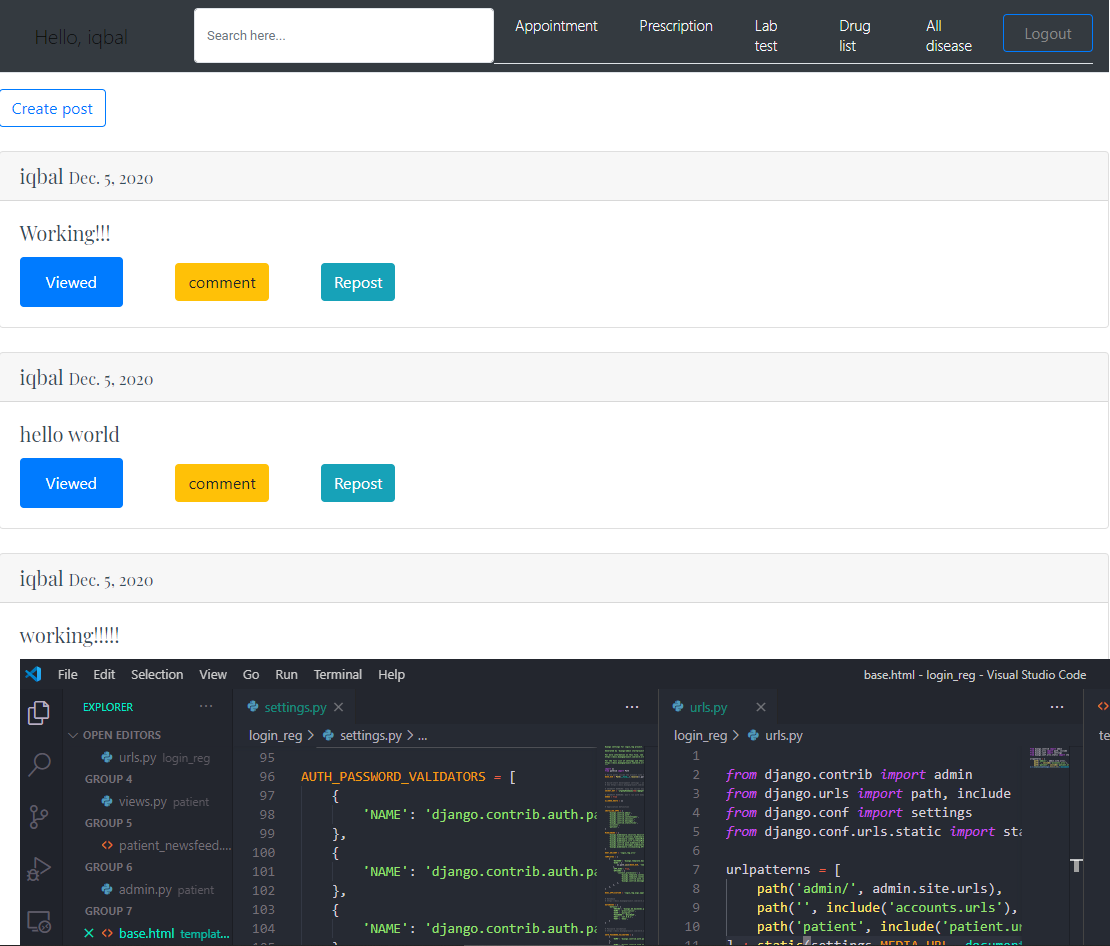 Hello, iqbal
Search here...
Appointment
Prescription
Lab test
Drug list
All disease
Logout
Create post
iqbal Dec. 5, 2020
Working!!!
Viewed comment Repost
iqbal Dec. 5, 2020
hello world
Viewed comment Repost
iqbal Dec. 5, 2020
working!!!!!
File Edit Selection View Go Run Terminal Help
base.html - login_reg - Visual Studio Code
EXPLORER ...
OPEN EDITORS
urls.py login_reg
GROUP 4
views.py patient
GROUP 5
patient_newsfeed....
GROUP 6
admin.py patient
GROUP 7
base.html templat...
settings.py
...
login_reg > settings.py > ...
95
96 AUTH_PASSWORD_VALIDATORS = [
97 {
98 'NAME': 'django.contrib.auth.pa
99 },
100 {
101 'NAME': 'django.contrib.auth.pa
102 },
103 {
104 'NAME': 'django.contrib.auth.pa
urls.py
...
login_reg > urls.py
1
2 from django.contrib import admin
3 from django.urls import path, include
4 from django.conf import settings
5 from django.conf.urls.static import sta
6
7 urlpatterns = [
8 path('admin/', admin.site.urls),
9 path('', include('accounts.urls'),
10 path('patient', include('patient.ur
11 ] + static(settings.MEDIA_URL, document
te